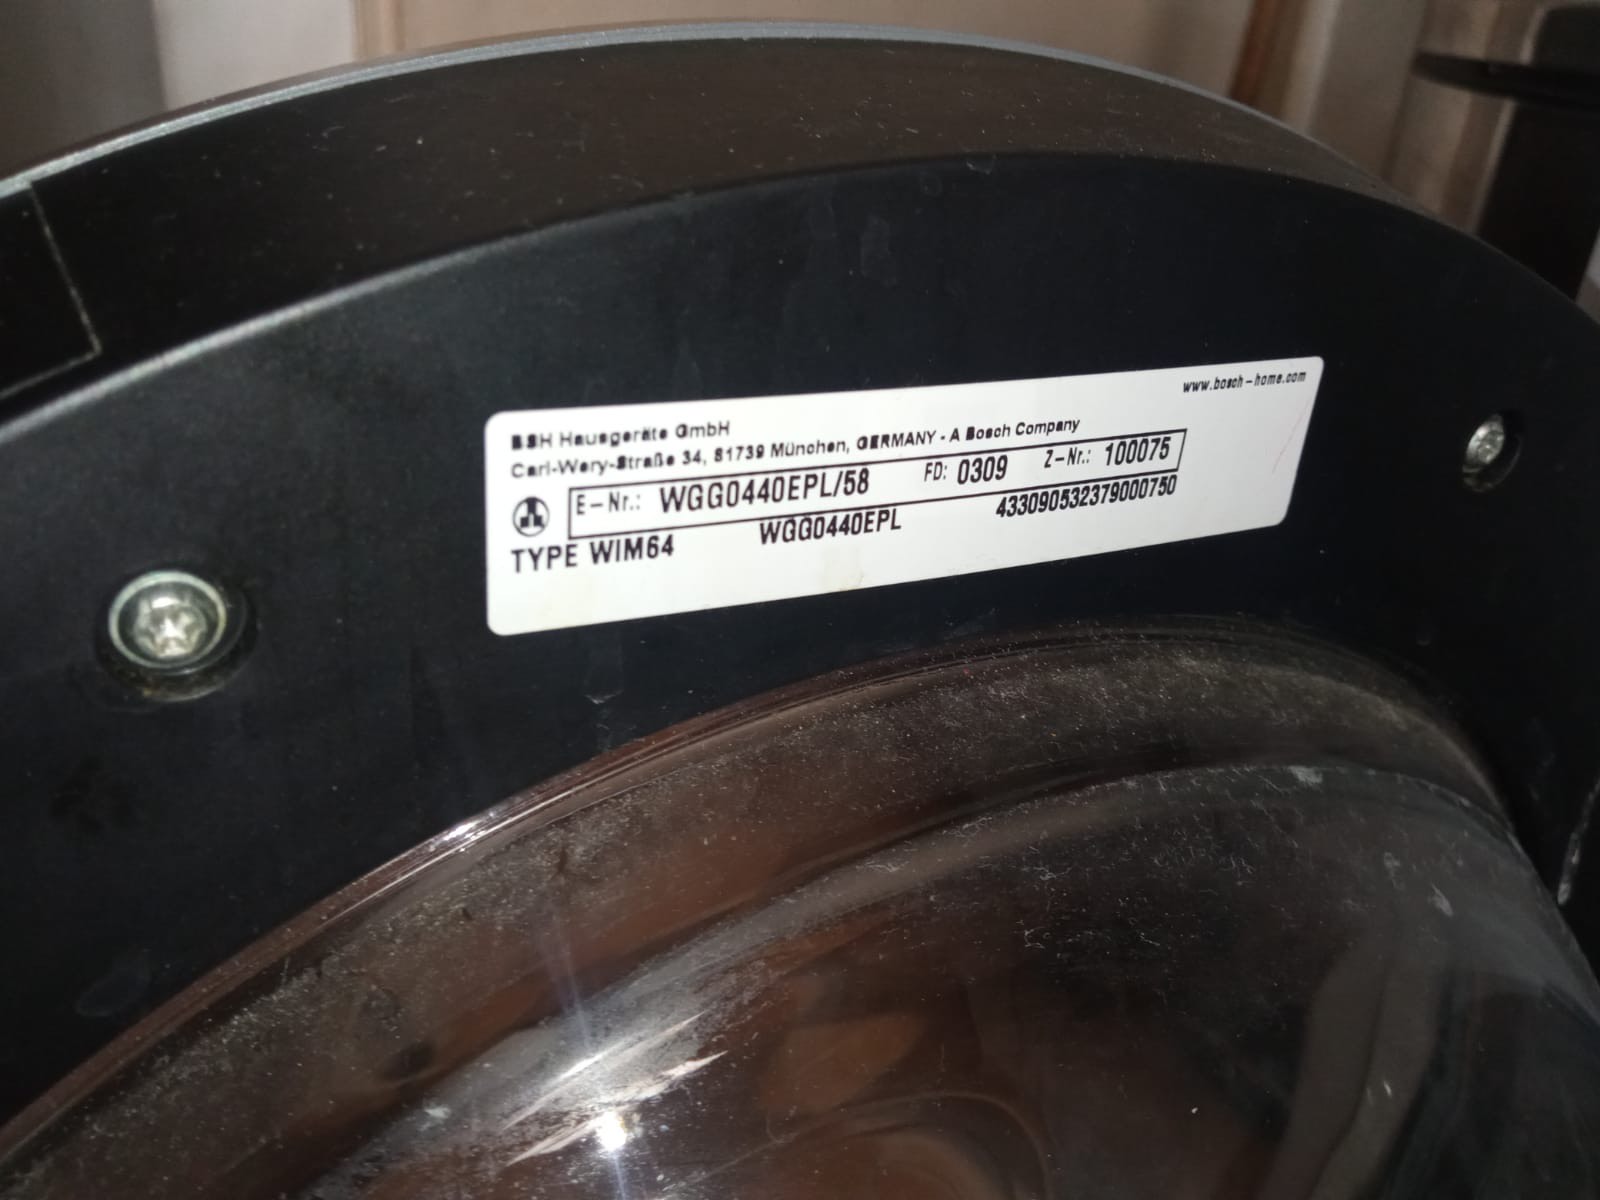 www.bosch-home.com
BSH Hausgeräte GmbH
Carl-Wery-Straße 34, 81739 München, GERMANY - A Bosch Company
E-Nr.: WGG0440EPL/58 FD: 0309 Z-Nr.: 100075
TYPE WIM64 WGG0440EPL 433090532379000750